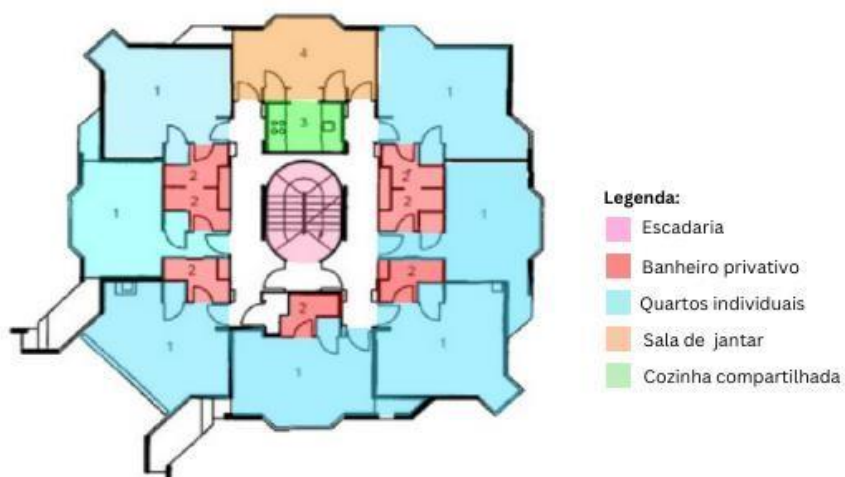 4
1
1
3
2
2
2
2
1
1
2
2
2
1
1
1
Legenda:
Escadaria
Banheiro privativo
Quartos individuais
Sala de jantar
Cozinha compartilhada